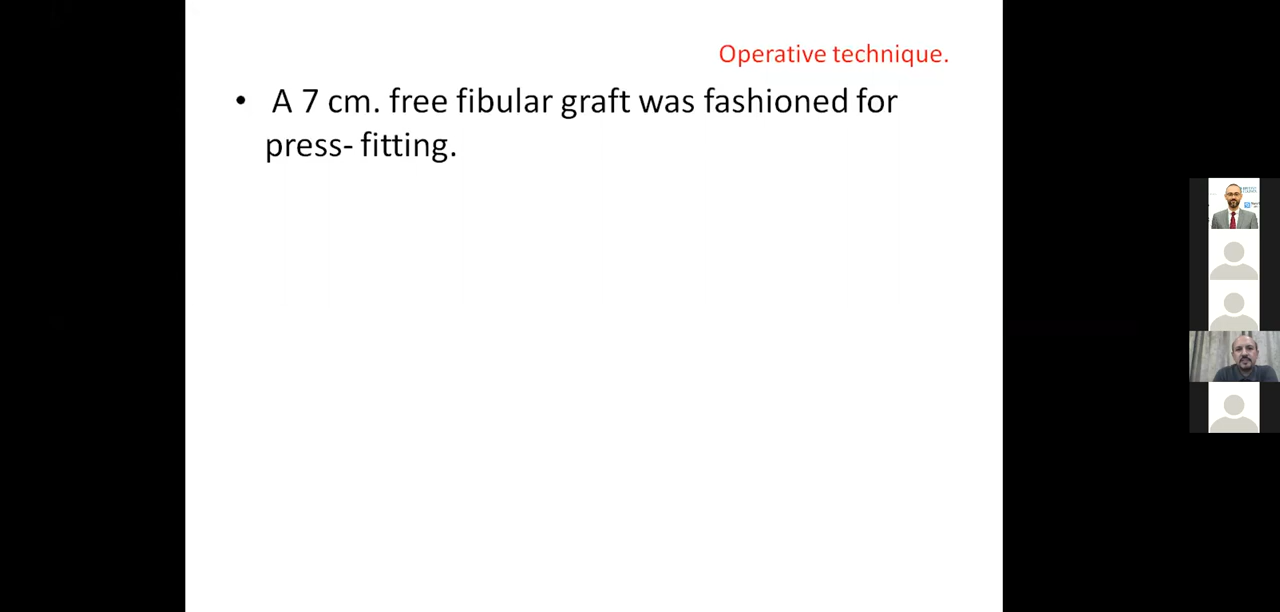 Operative technique.
• A 7 cm. free fibular graft was fashioned for
press- fitting.